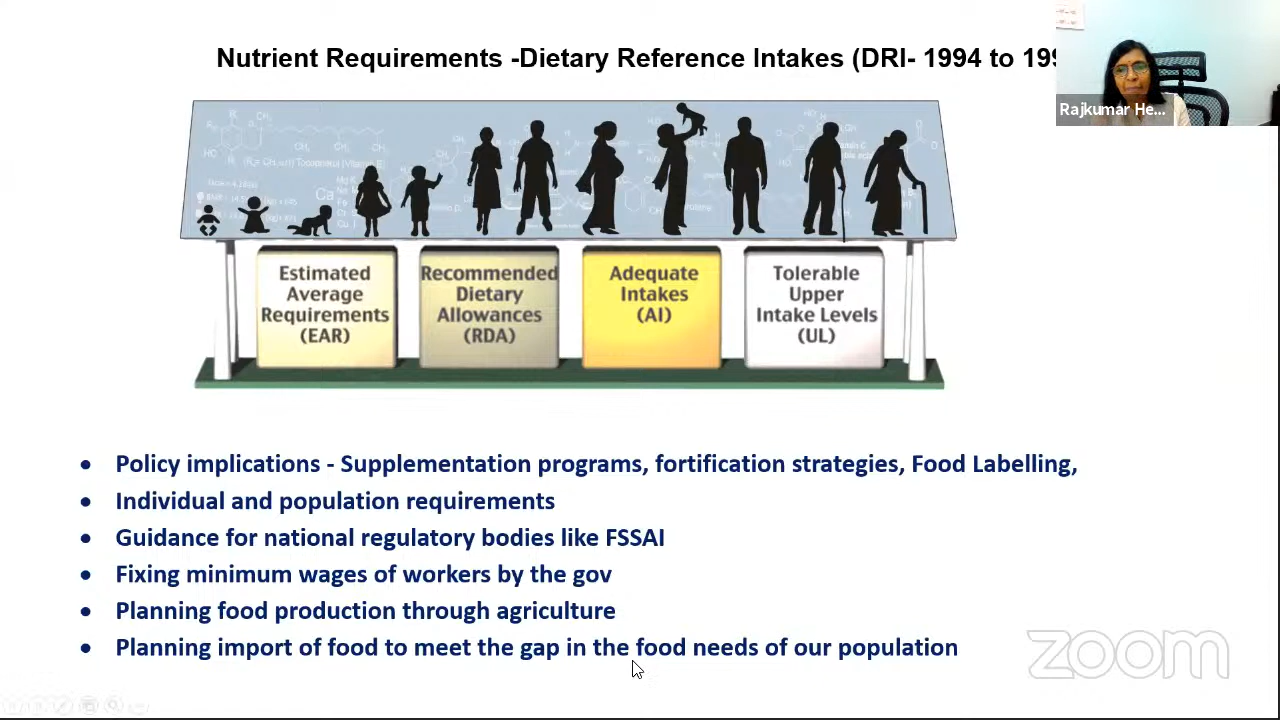 Nutrient Requirements -Dietary Reference Intakes (DRI- 1994 to 199
Rajkumar He...
Estimated
Average
Requirements
(EAR)
Recommended
Dietary
Allowances
(RDA)
Adequate
Intakes
(AI)
Tolerable
Upper
Intake Levels
(UL)
• Policy implications - Supplementation programs, fortification strategies, Food Labelling,
• Individual and population requirements
• Guidance for national regulatory bodies like FSSAI
• Fixing minimum wages of workers by the gov
• Planning food production through agriculture
• Planning import of food to meet the gap in the food needs of our population
zoom